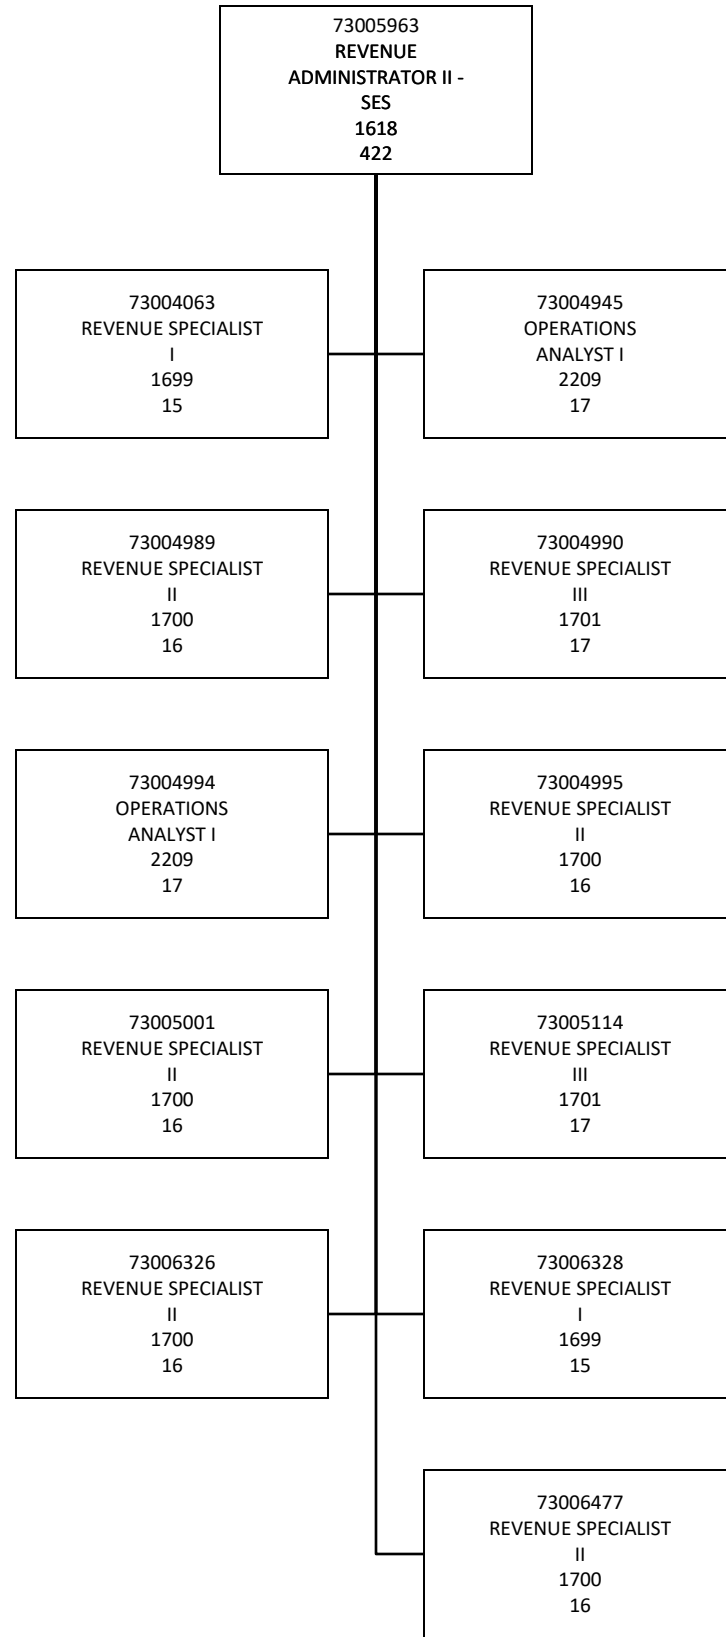 73005963
REVENUE
ADMINISTRATOR II -
SES
1618
422
73004063
REVENUE SPECIALIST
I
1699
15
73004945
OPERATIONS
ANALYST I
2209
17
73004989
REVENUE SPECIALIST
II
1700
16
73004990
REVENUE SPECIALIST
III
1701
17
73004994
OPERATIONS
ANALYST I
2209
17
73004995
REVENUE SPECIALIST
II
1700
16
73005001
REVENUE SPECIALIST
II
1700
16
73005114
REVENUE SPECIALIST
III
1701
17
73006326
REVENUE SPECIALIST
II
1700
16
73006328
REVENUE SPECIALIST
I
1699
15
73006477
REVENUE SPECIALIST
II
1700
16